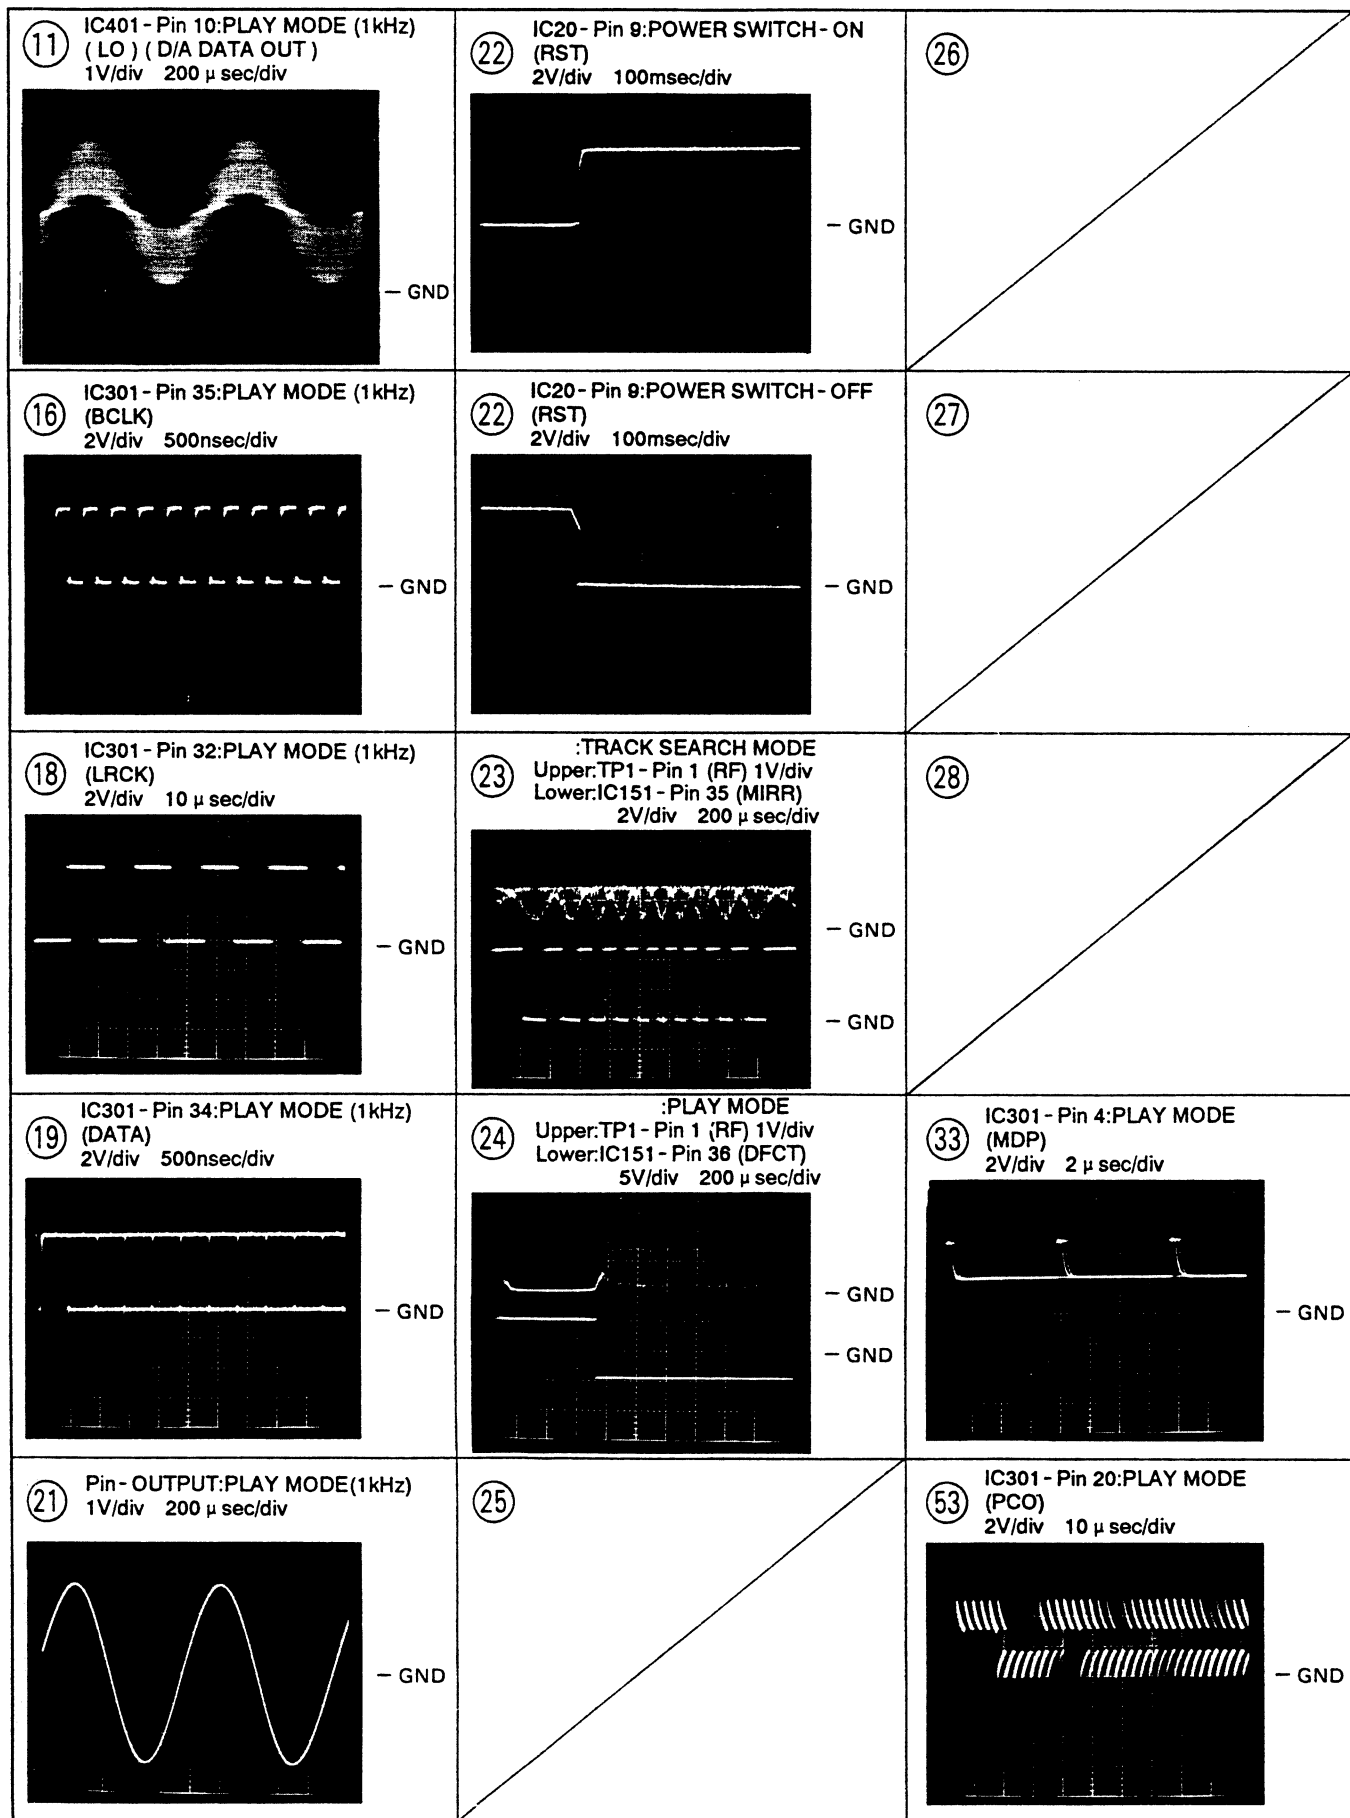 11
IC401-Pin 10:PLAY MODE (1kHz)
( LO ) ( D/A DATA OUT )
1V/div 200 µ sec/div
– GND
22
IC20-Pin 9:POWER SWITCH-ON
(RST)
2V/div 100msec/div
– GND
26
16
IC301-Pin 35:PLAY MODE (1kHz)
(BCLK)
2V/div 500nsec/div
– GND
22
IC20-Pin 9:POWER SWITCH-OFF
(RST)
2V/div 100msec/div
– GND
27
18
IC301-Pin 32:PLAY MODE (1kHz)
(LRCK)
2V/div 10 µ sec/div
– GND
23
:TRACK SEARCH MODE
Upper:TP1-Pin 1 (RF) 1V/div
Lower:IC151-Pin 35 (MIRR)
2V/div 200 µ sec/div
– GND
– GND
28
19
IC301-Pin 34:PLAY MODE (1kHz)
(DATA)
2V/div 500nsec/div
– GND
24
:PLAY MODE
Upper:TP1-Pin 1 (RF) 1V/div
Lower:IC151-Pin 36 (DFCT)
5V/div 200 µ sec/div
– GND
– GND
33
IC301-Pin 4:PLAY MODE
(MDP)
2V/div 2 µ sec/div
– GND
21
Pin-OUTPUT:PLAY MODE(1kHz)
1V/div 200 µ sec/div
– GND
25
53
IC301-Pin 20:PLAY MODE
(PCO)
2V/div 10 µ sec/div
– GND